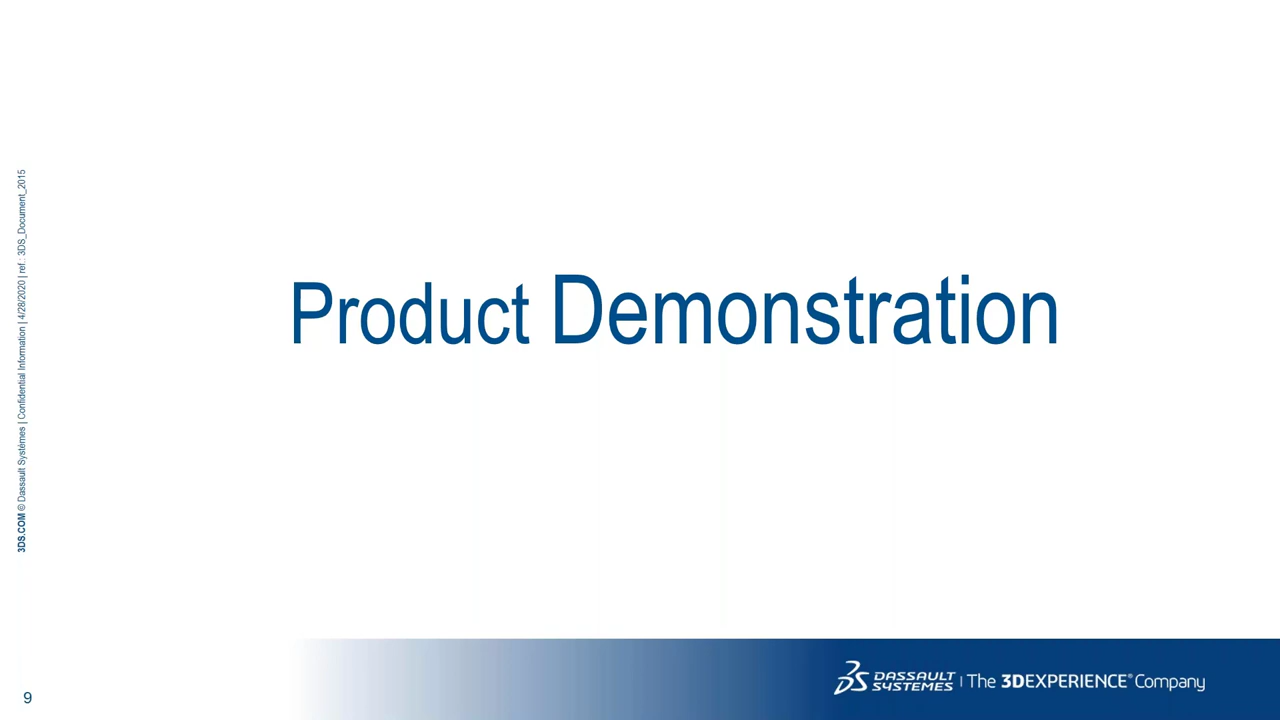 3DS.COM © Dassault Systèmes | Confidential Information | 4/28/2020 | ref.: 3DS_Document_2015
Product Demonstration
9
3DS DASSAULT SYSTEMES | The 3DEXPERIENCE® Company